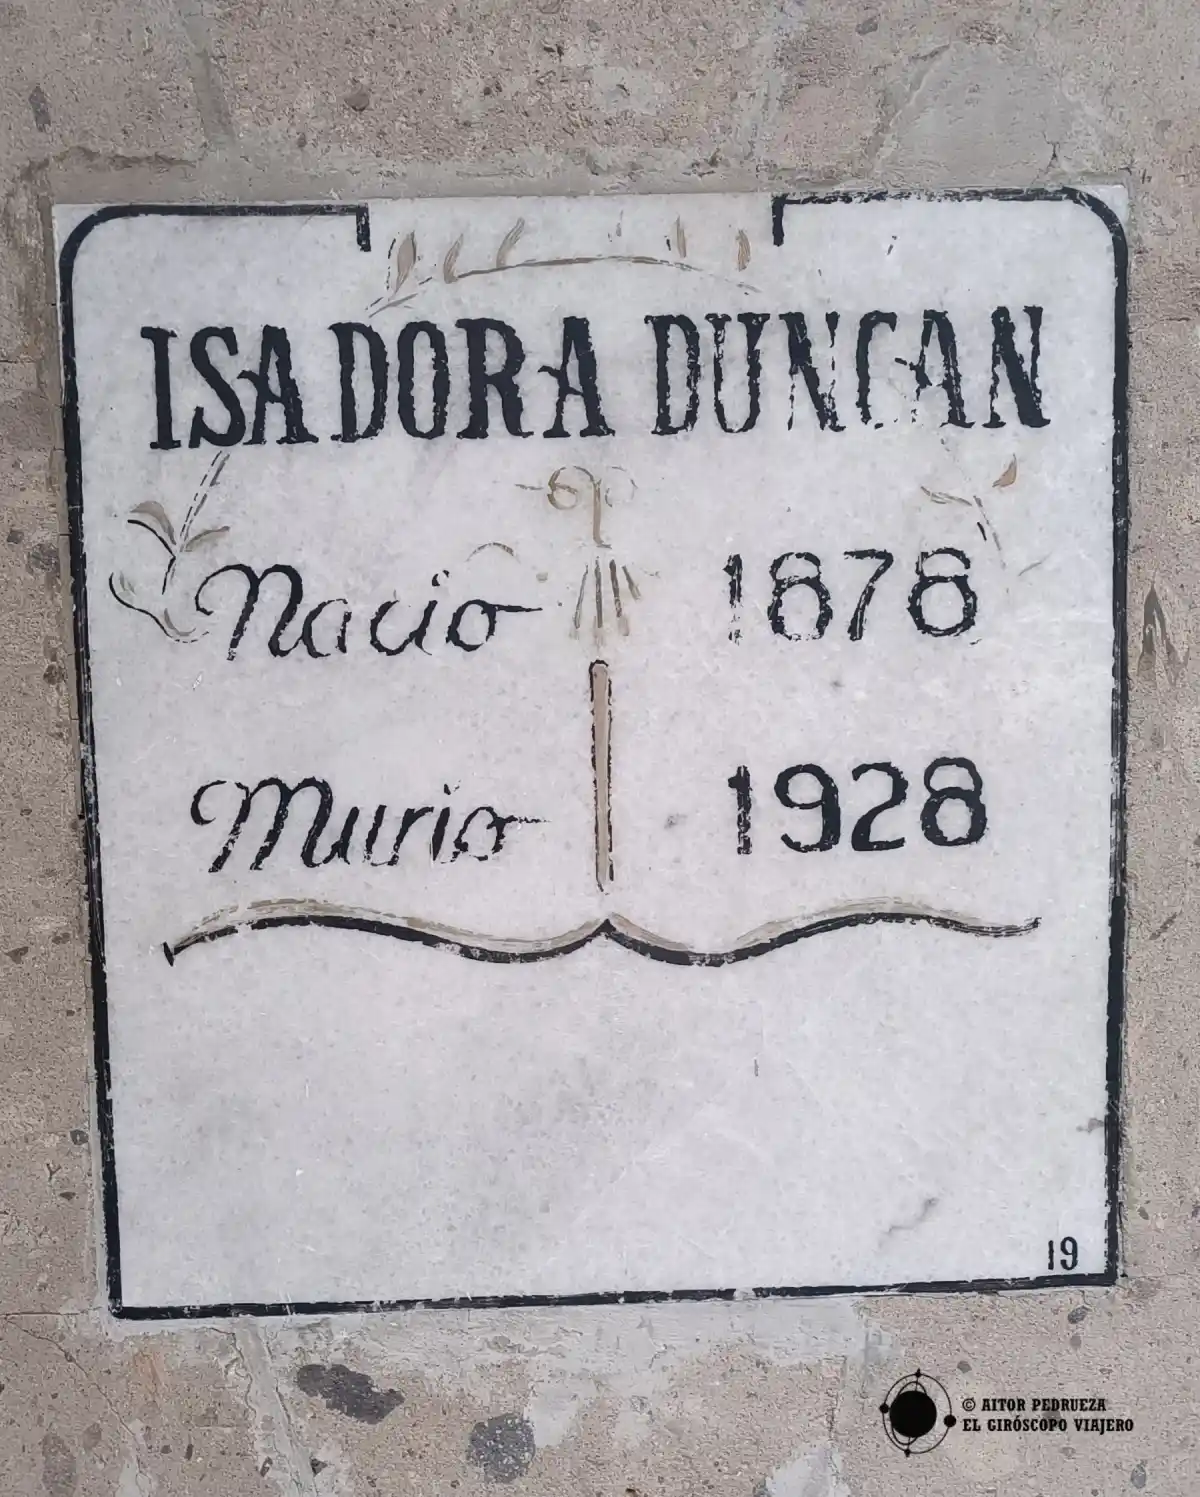 ISADORA DUNCAN
Nacio 1878
Murio 1928
19
© AITOR PEDRUEZA
EL GIRÓSCOPO VIAJERO